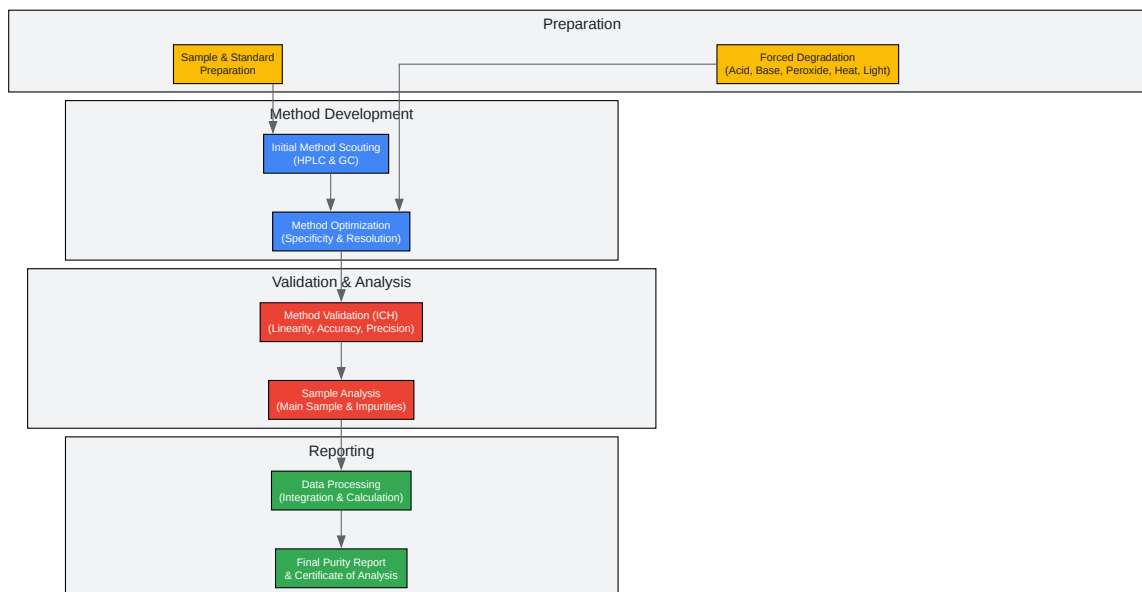 Preparation
Sample & Standard
Preparation
Forced Degradation
(Acid, Base, Peroxide, Heat, Light)
Method Development
Initial Method Scouting
(HPLC & GC)
Method Optimization
(Specificity & Resolution)
Validation & Analysis
Method Validation (ICH)
(Linearity, Accuracy, Precision)
Sample Analysis
(Main Sample & Impurities)
Reporting
Data Processing
(Integration & Calculation)
Final Purity Report
& Certificate of Analysis